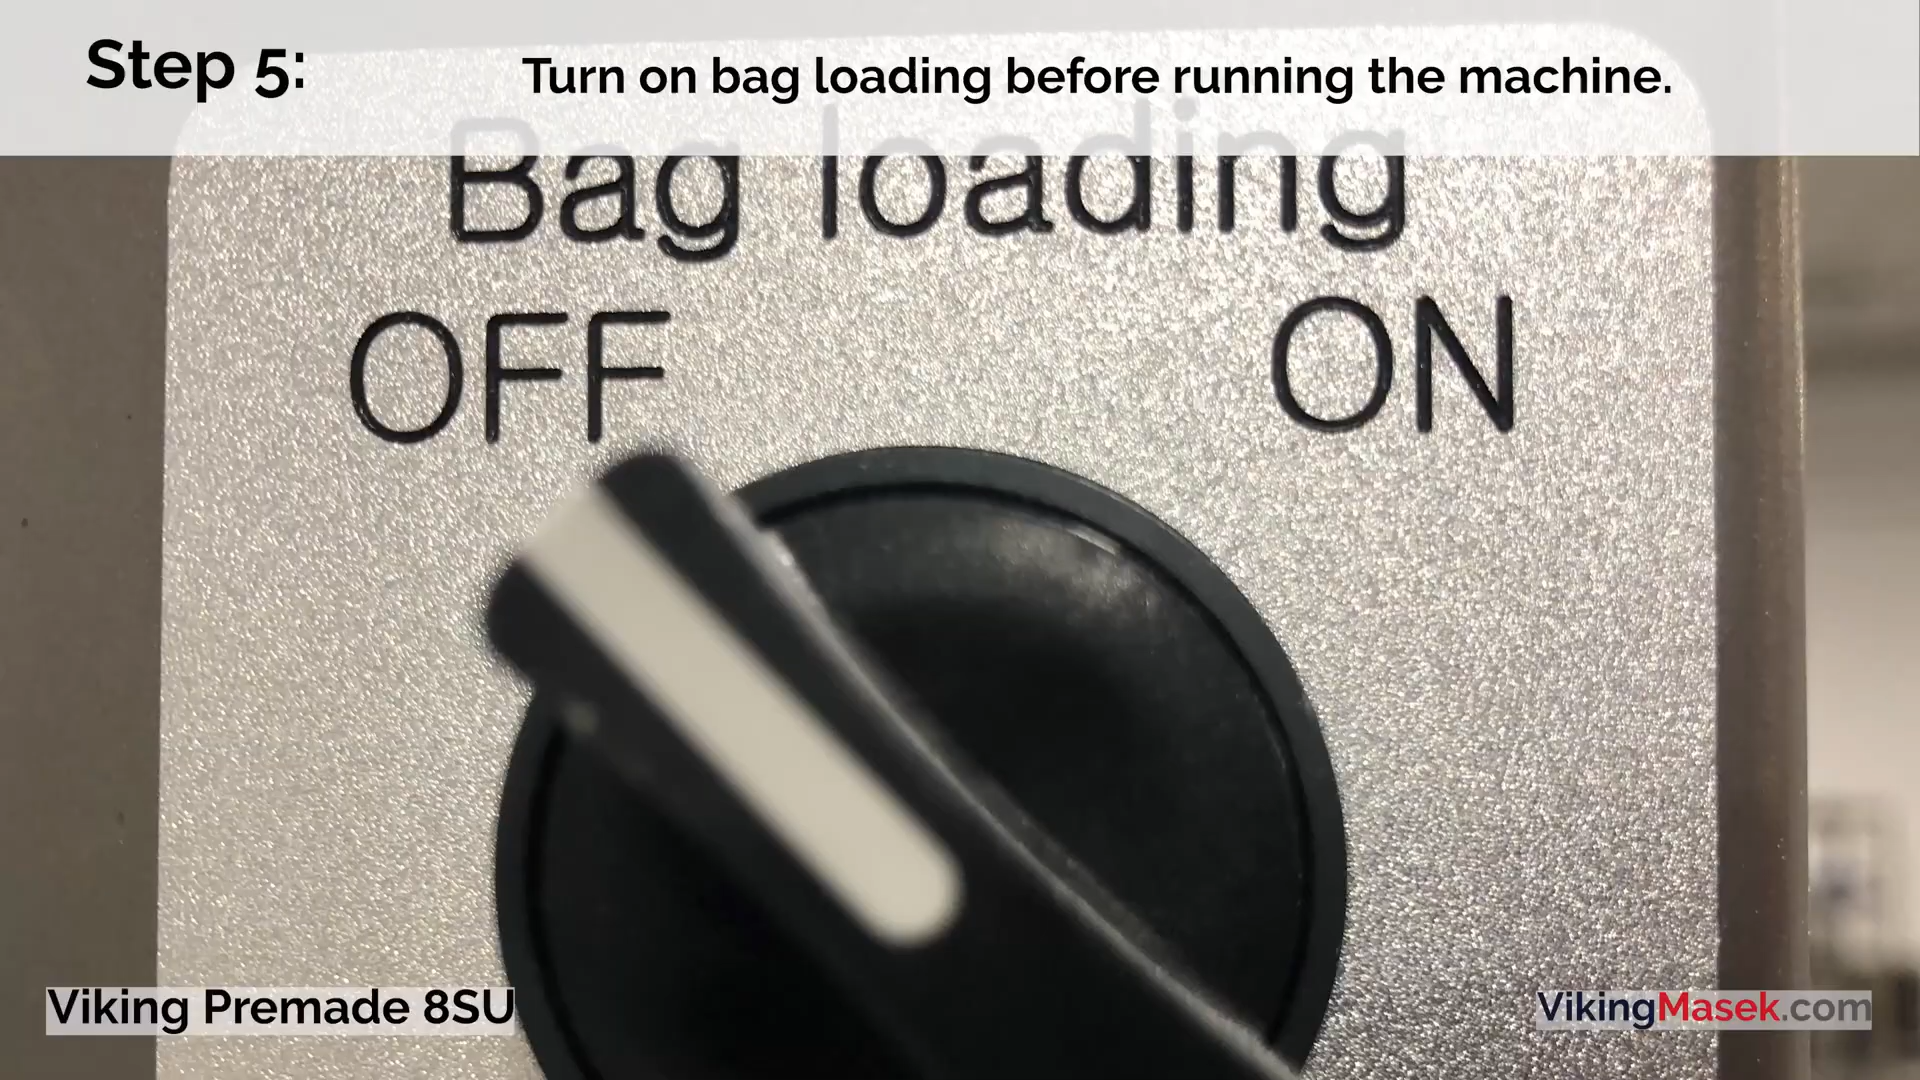 Step 5:
Turn on bag loading before running the machine.
Bag loading
OFF
ON
Viking Premade 8SU
VikingMasek.com